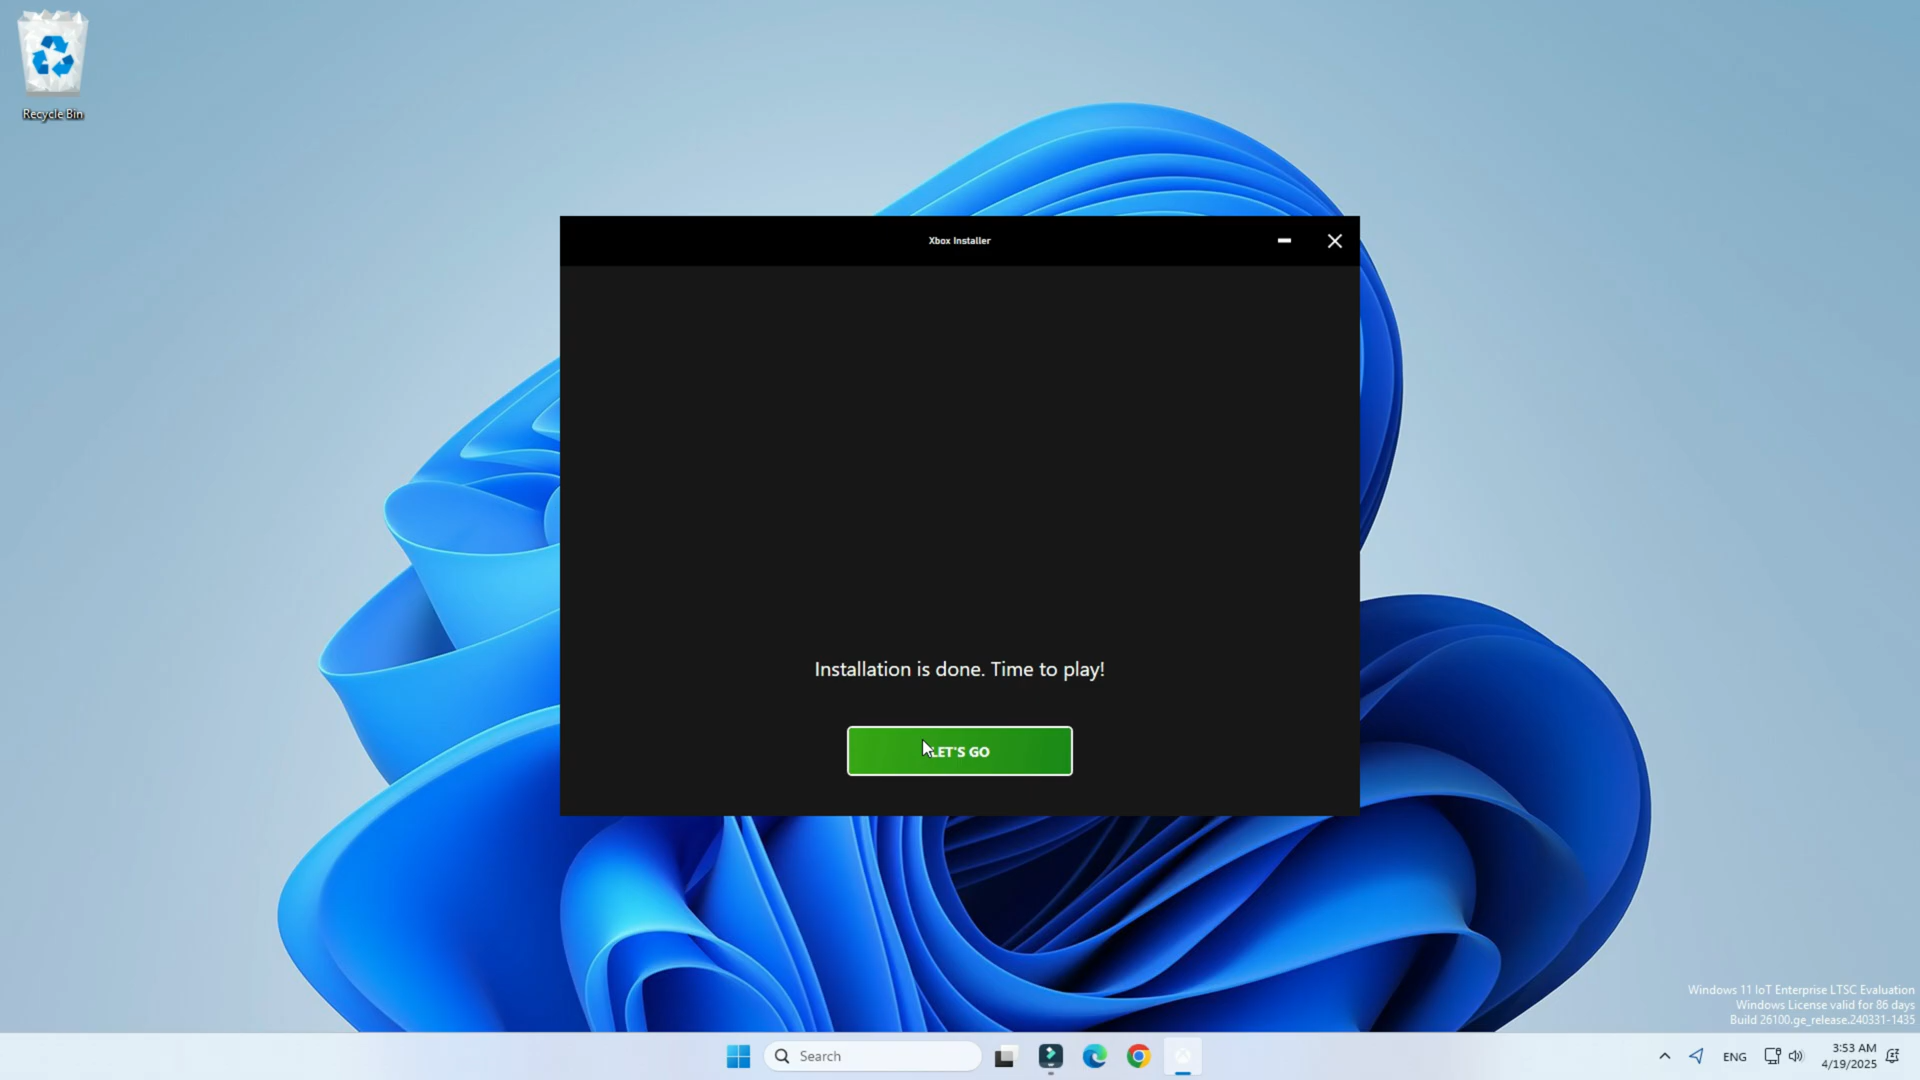 Recycle Bin
Xbox Installer
Installation is done. Time to play!
LET'S GO
Windows 11 IoT Enterprise LTSC Evaluation
Windows License valid for 86 days
Build 26100.ge_release.240331-1435
Search
ENG
3:53 AM
4/19/2025